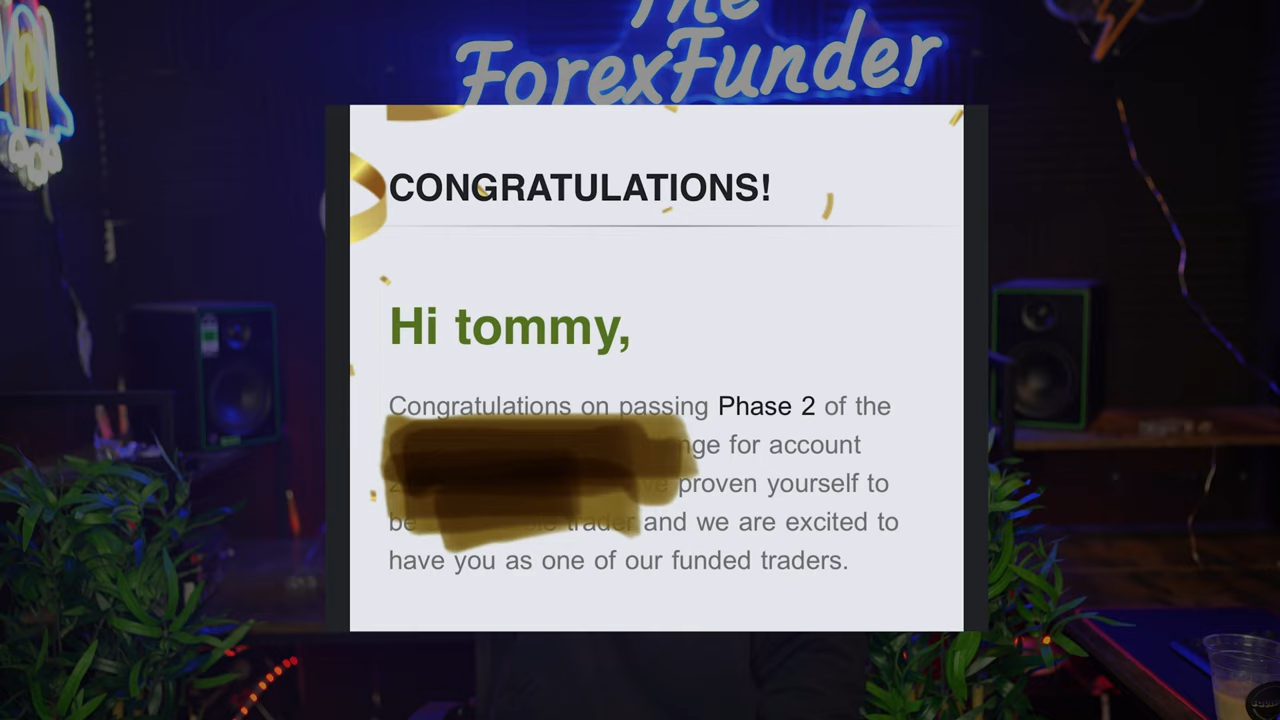 The
ForexFunder
CONGRATULATIONS!
Hi tommy,
Congratulations on passing Phase 2 of the
for account
proven yourself to
be trader and we are excited to
have you as one of our funded traders.